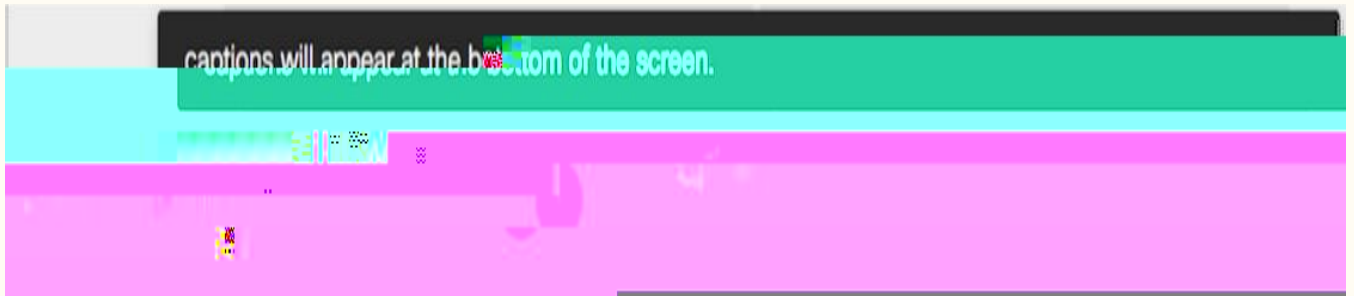 captions will appear at the bottom of the screen.